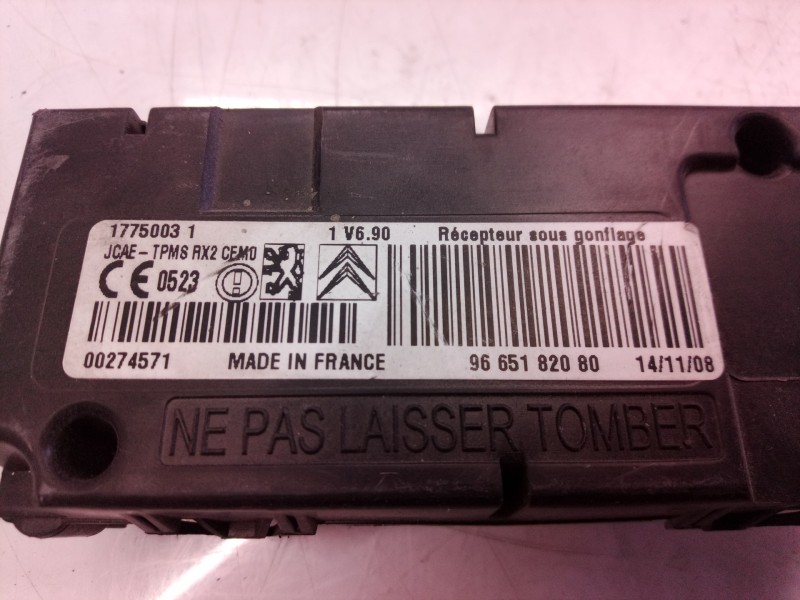 1775003 1 1 V6.90 Récepteur sous gonflage
JCAE- TPMS RX2 CEM0
CE 0523
00274571 MADE IN FRANCE 96 651 820 80 14/11/08
NE PAS LAISSER TOMBER